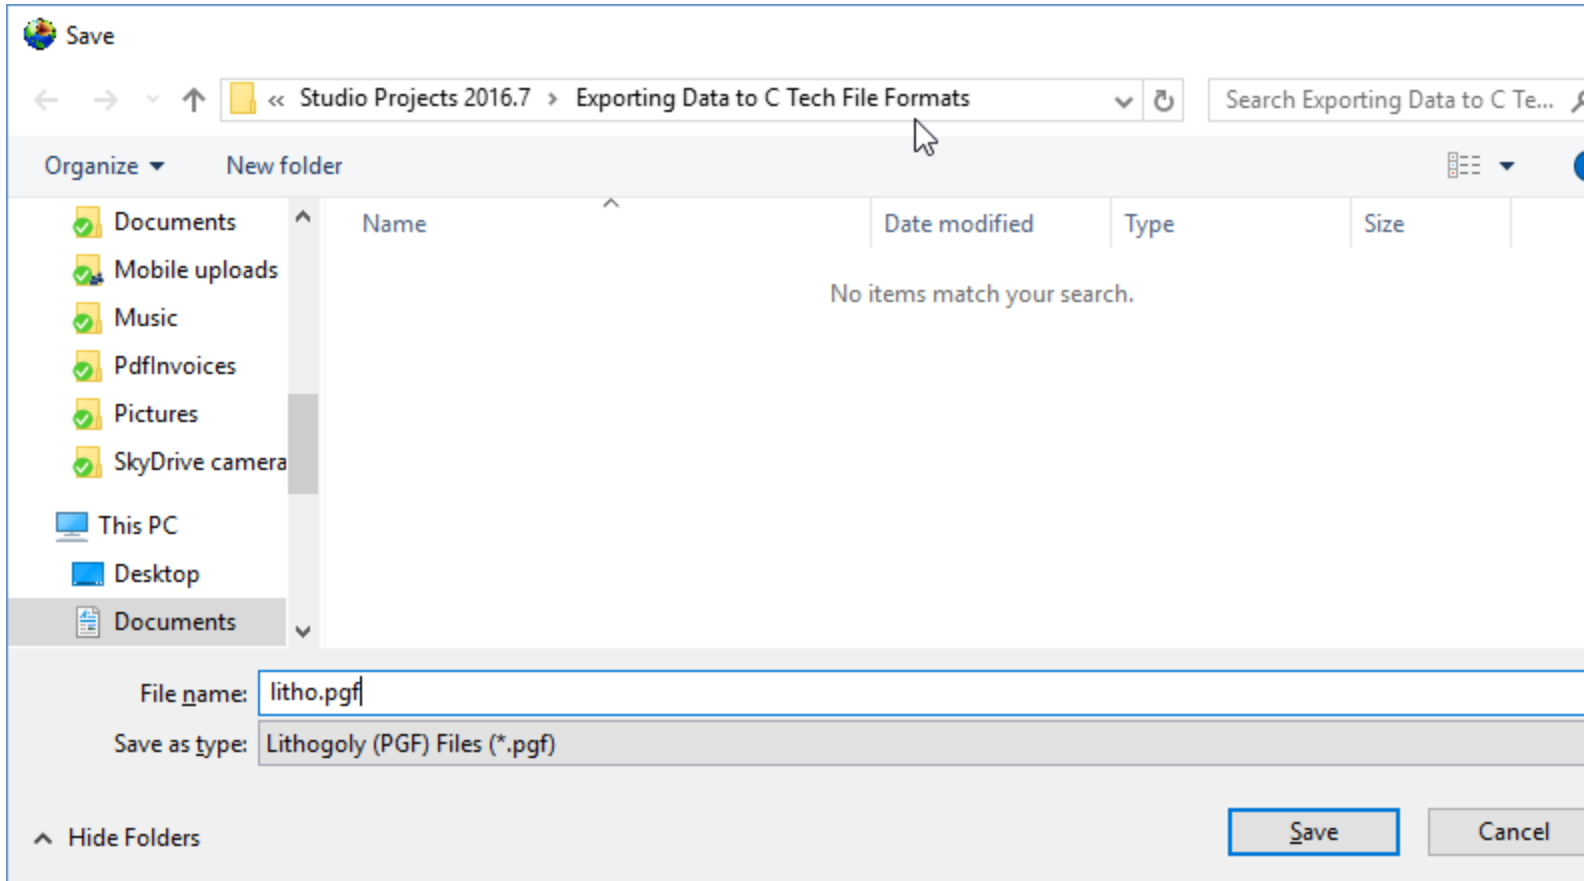 Save
« Studio Projects 2016.7 > Exporting Data to C Tech File Formats
Search Exporting Data to C Te...
Organize
New folder
Name
Date modified
Type
Size
No items match your search.
Documents
Mobile uploads
Music
PdfInvoices
Pictures
SkyDrive camera
This PC
Desktop
Documents
File name: litho.pgf
Save as type: Lithogoly (PGF) Files (*.pgf)
Hide Folders
Save
Cancel